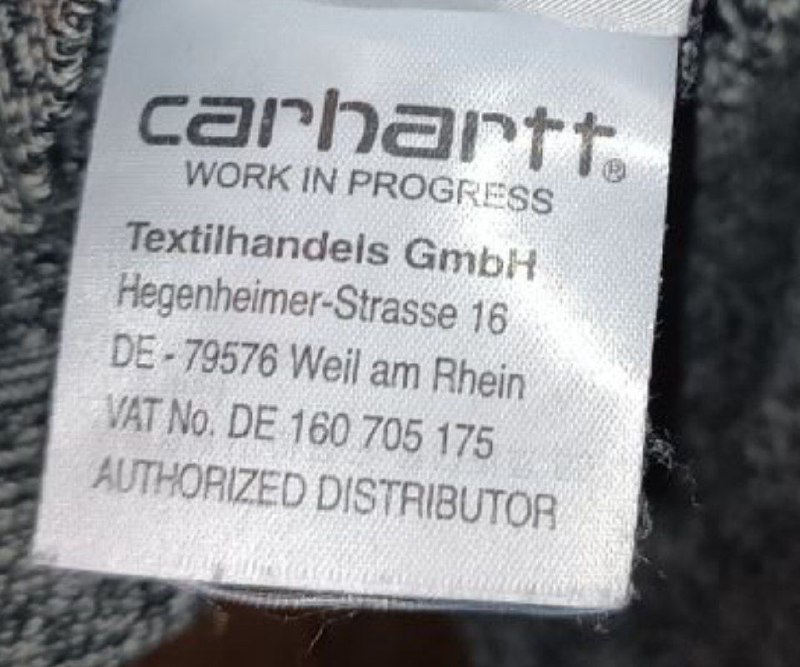 carhartt®
WORK IN PROGRESS
Textilhandels GmbH
Hegenheimer-Strasse 16
DE - 79576 Weil am Rhein
VAT No. DE 160 705 175
AUTHORIZED DISTRIBUTOR